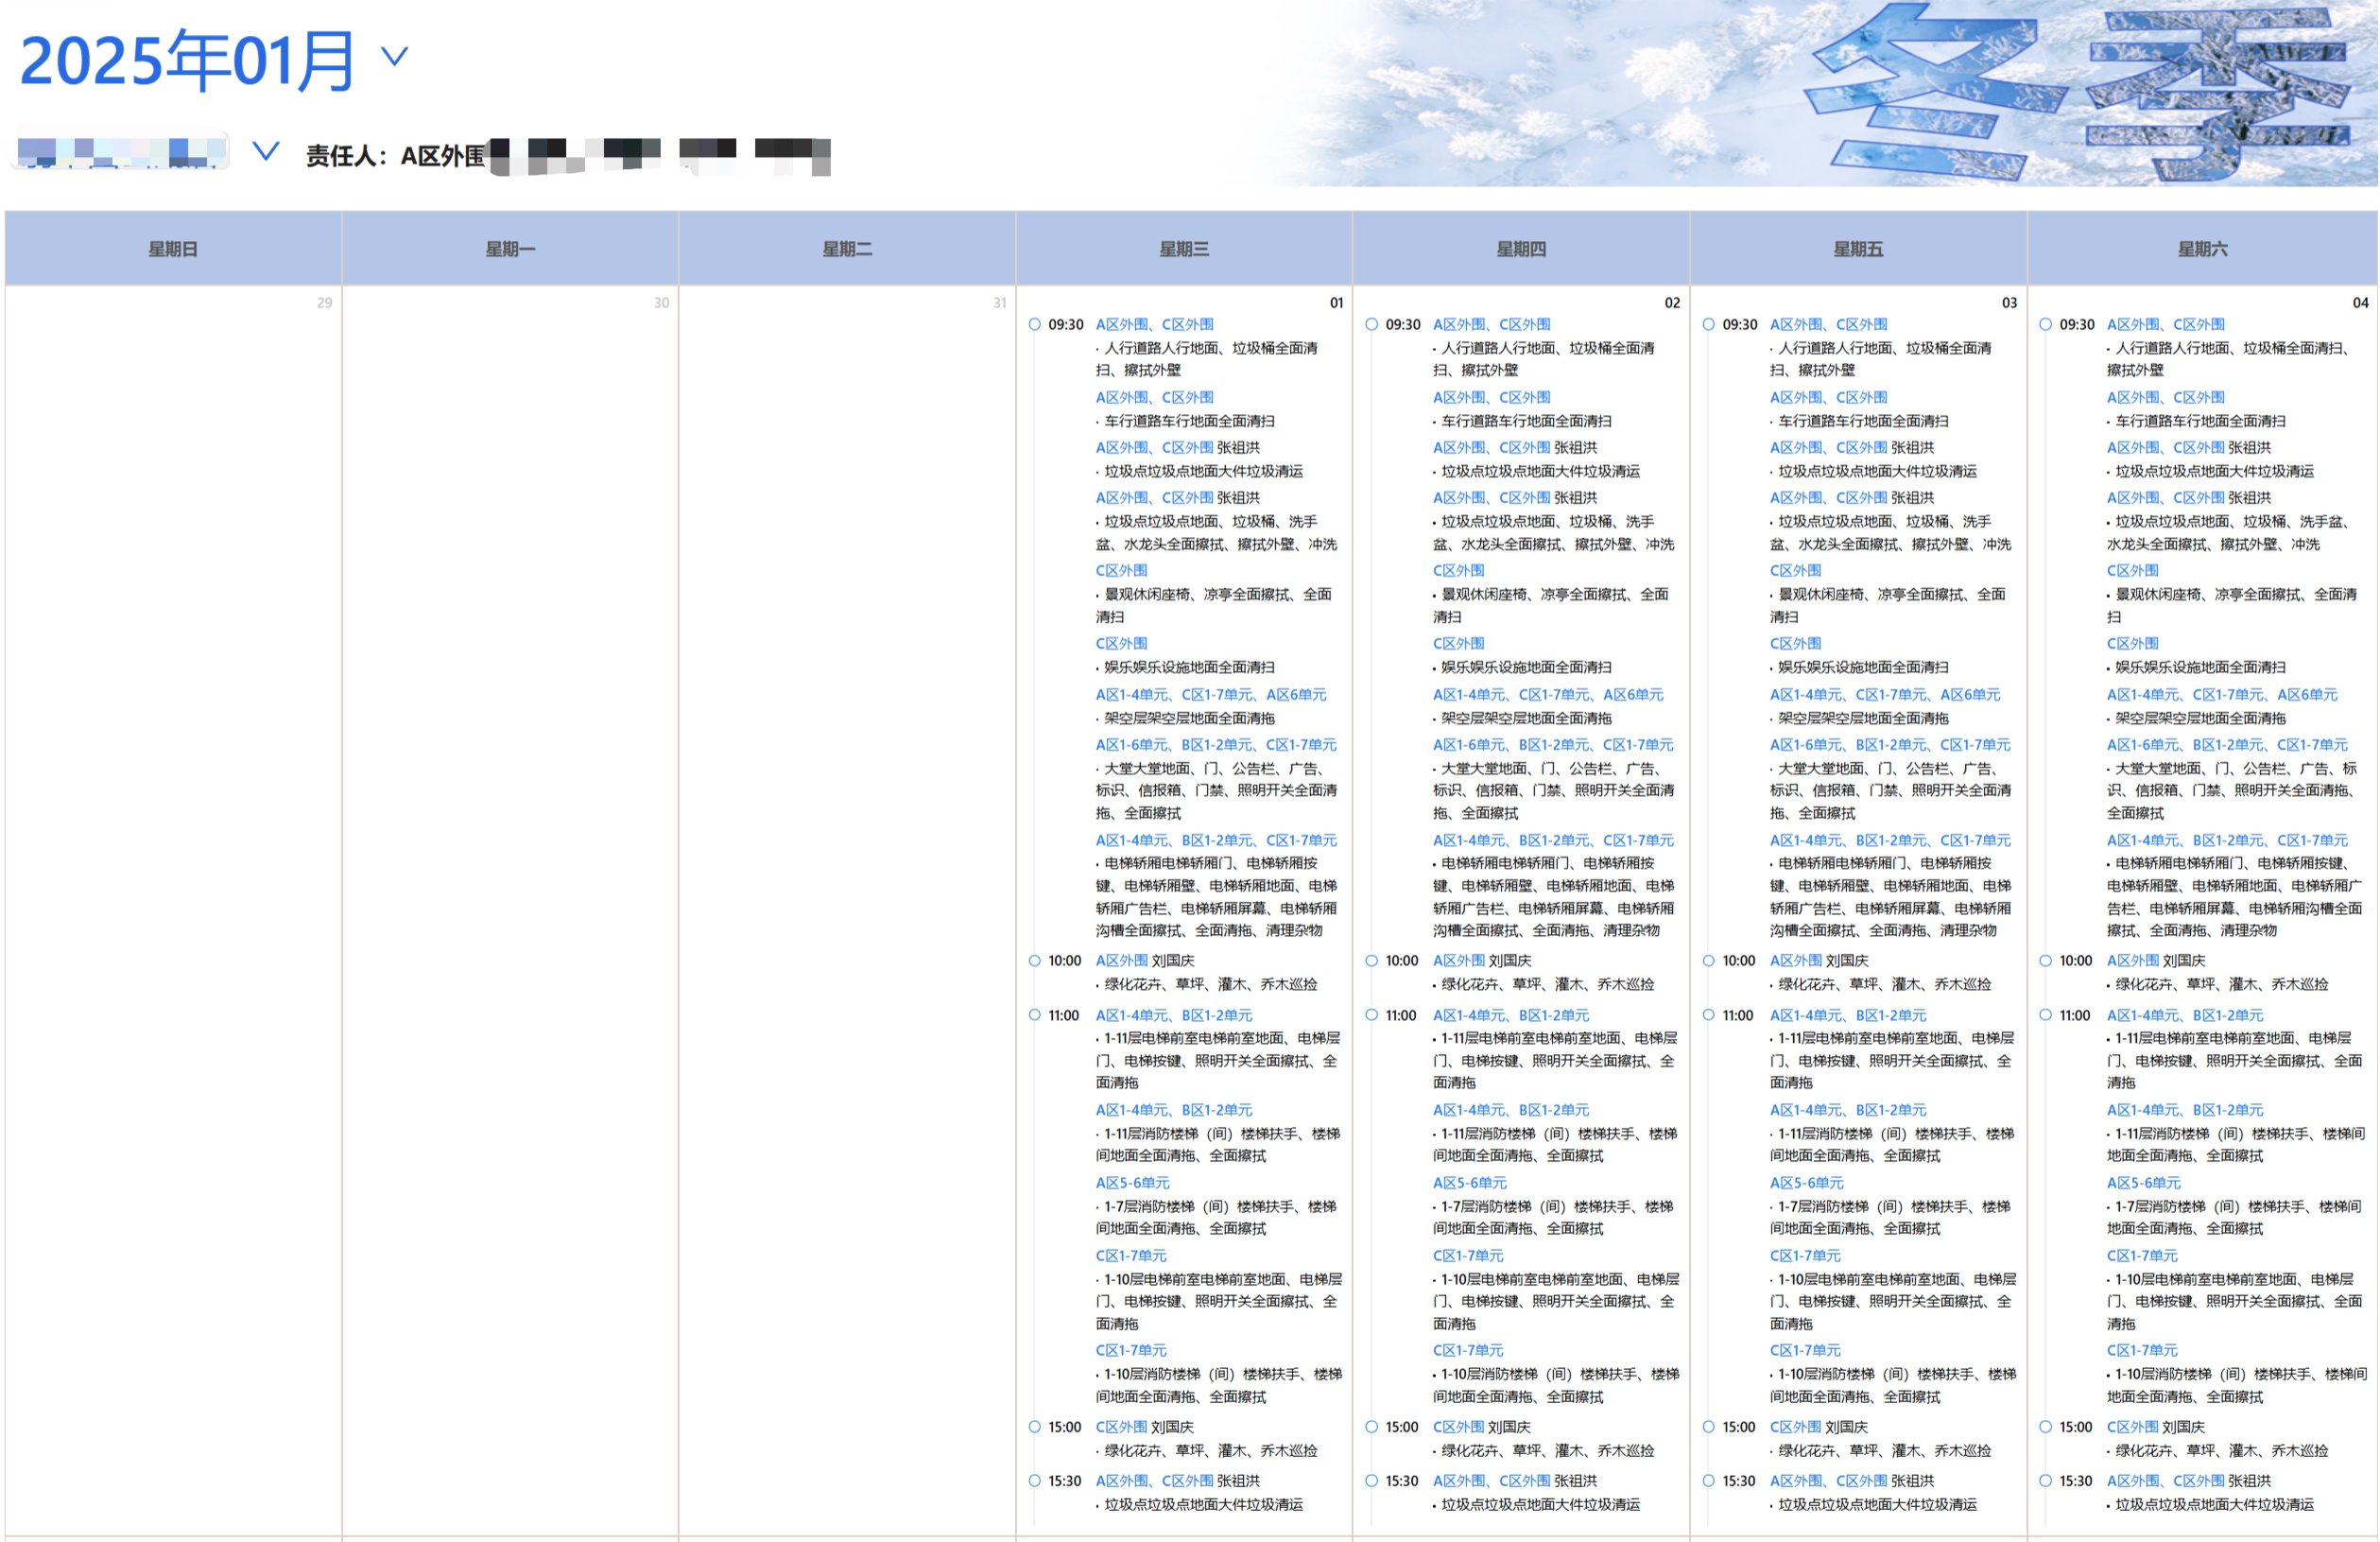 2025年01月
冬季
责任人：A区外围
星期日
星期一
星期二
星期三
星期四
星期五
星期六
29
30
31
01
09:30 A区外围、C区外围
· 人行道路人行地面、垃圾桶全面清
扫、擦拭外壁
A区外围、C区外围
· 车行道路车行地面全面清扫
A区外围、C区外围 张祖洪
· 垃圾点垃圾点地面大件垃圾清运
A区外围、C区外围 张祖洪
· 垃圾点垃圾点地面、垃圾桶、洗手
盆、水龙头全面擦拭、擦拭外壁、冲洗
C区外围
· 景观休闲座椅、凉亭全面擦拭、全面
清扫
C区外围
· 娱乐娱乐设施地面全面清扫
A区1-4单元、C区1-7单元、A区6单元
· 架空层架空层地面全面清拖
A区1-6单元、B区1-2单元、C区1-7单元
· 大堂大堂地面、门、公告栏、广告、
标识、信报箱、门禁、照明开关全面清
拖、全面擦拭
A区1-4单元、B区1-2单元、C区1-7单元
· 电梯轿厢电梯轿厢门、电梯轿厢按
键、电梯轿厢壁、电梯轿厢地面、电梯
轿厢广告栏、电梯轿厢屏幕、电梯轿厢
沟槽全面擦拭、全面清拖、清理杂物
10:00 A区外围 刘国庆
· 绿化花卉、草坪、灌木、乔木巡捡
11:00 A区1-4单元、B区1-2单元
· 1-11层电梯前室电梯前室地面、电梯层
门、电梯按键、照明开关全面擦拭、全
面清拖
A区1-4单元、B区1-2单元
· 1-11层消防楼梯（间）楼梯扶手、楼梯
间地面全面清拖、全面擦拭
A区5-6单元
· 1-7层消防楼梯（间）楼梯扶手、楼梯
间地面全面清拖、全面擦拭
C区1-7单元
· 1-10层电梯前室电梯前室地面、电梯层
门、电梯按键、照明开关全面擦拭、全
面清拖
C区1-7单元
· 1-10层消防楼梯（间）楼梯扶手、楼梯
间地面全面清拖、全面擦拭
15:00 C区外围 刘国庆
· 绿化花卉、草坪、灌木、乔木巡捡
15:30 A区外围、C区外围 张祖洪
· 垃圾点垃圾点地面大件垃圾清运
02
09:30 A区外围、C区外围
· 人行道路人行地面、垃圾桶全面清
扫、擦拭外壁
A区外围、C区外围
· 车行道路车行地面全面清扫
A区外围、C区外围 张祖洪
· 垃圾点垃圾点地面大件垃圾清运
A区外围、C区外围 张祖洪
· 垃圾点垃圾点地面、垃圾桶、洗手
盆、水龙头全面擦拭、擦拭外壁、冲洗
C区外围
· 景观休闲座椅、凉亭全面擦拭、全面
清扫
C区外围
· 娱乐娱乐设施地面全面清扫
A区1-4单元、C区1-7单元、A区6单元
· 架空层架空层地面全面清拖
A区1-6单元、B区1-2单元、C区1-7单元
· 大堂大堂地面、门、公告栏、广告、
标识、信报箱、门禁、照明开关全面清
拖、全面擦拭
A区1-4单元、B区1-2单元、C区1-7单元
· 电梯轿厢电梯轿厢门、电梯轿厢按
键、电梯轿厢壁、电梯轿厢地面、电梯
轿厢广告栏、电梯轿厢屏幕、电梯轿厢
沟槽全面擦拭、全面清拖、清理杂物
10:00 A区外围 刘国庆
· 绿化花卉、草坪、灌木、乔木巡捡
11:00 A区1-4单元、B区1-2单元
· 1-11层电梯前室电梯前室地面、电梯层
门、电梯按键、照明开关全面擦拭、全
面清拖
A区1-4单元、B区1-2单元
· 1-11层消防楼梯（间）楼梯扶手、楼梯
间地面全面清拖、全面擦拭
A区5-6单元
· 1-7层消防楼梯（间）楼梯扶手、楼梯
间地面全面清拖、全面擦拭
C区1-7单元
· 1-10层电梯前室电梯前室地面、电梯层
门、电梯按键、照明开关全面擦拭、全
面清拖
C区1-7单元
· 1-10层消防楼梯（间）楼梯扶手、楼梯
间地面全面清拖、全面擦拭
15:00 C区外围 刘国庆
· 绿化花卉、草坪、灌木、乔木巡捡
15:30 A区外围、C区外围 张祖洪
· 垃圾点垃圾点地面大件垃圾清运
03
09:30 A区外围、C区外围
· 人行道路人行地面、垃圾桶全面清
扫、擦拭外壁
A区外围、C区外围
· 车行道路车行地面全面清扫
A区外围、C区外围 张祖洪
· 垃圾点垃圾点地面大件垃圾清运
A区外围、C区外围 张祖洪
· 垃圾点垃圾点地面、垃圾桶、洗手
盆、水龙头全面擦拭、擦拭外壁、冲洗
C区外围
· 景观休闲座椅、凉亭全面擦拭、全面
清扫
C区外围
· 娱乐娱乐设施地面全面清扫
A区1-4单元、C区1-7单元、A区6单元
· 架空层架空层地面全面清拖
A区1-6单元、B区1-2单元、C区1-7单元
· 大堂大堂地面、门、公告栏、广告、
标识、信报箱、门禁、照明开关全面清
拖、全面擦拭
A区1-4单元、B区1-2单元、C区1-7单元
· 电梯轿厢电梯轿厢门、电梯轿厢按
键、电梯轿厢壁、电梯轿厢地面、电梯
轿厢广告栏、电梯轿厢屏幕、电梯轿厢
沟槽全面擦拭、全面清拖、清理杂物
10:00 A区外围 刘国庆
· 绿化花卉、草坪、灌木、乔木巡捡
11:00 A区1-4单元、B区1-2单元
· 1-11层电梯前室电梯前室地面、电梯层
门、电梯按键、照明开关全面擦拭、全
面清拖
A区1-4单元、B区1-2单元
· 1-11层消防楼梯（间）楼梯扶手、楼梯
间地面全面清拖、全面擦拭
A区5-6单元
· 1-7层消防楼梯（间）楼梯扶手、楼梯
间地面全面清拖、全面擦拭
C区1-7单元
· 1-10层电梯前室电梯前室地面、电梯层
门、电梯按键、照明开关全面擦拭、全
面清拖
C区1-7单元
· 1-10层消防楼梯（间）楼梯扶手、楼梯
间地面全面清拖、全面擦拭
15:00 C区外围 刘国庆
· 绿化花卉、草坪、灌木、乔木巡捡
15:30 A区外围、C区外围 张祖洪
· 垃圾点垃圾点地面大件垃圾清运
04
09:30 A区外围、C区外围
· 人行道路人行地面、垃圾桶全面清扫、
擦拭外壁
A区外围、C区外围
· 车行道路车行地面全面清扫
A区外围、C区外围 张祖洪
· 垃圾点垃圾点地面大件垃圾清运
A区外围、C区外围 张祖洪
· 垃圾点垃圾点地面、垃圾桶、洗手盆、
水龙头全面擦拭、擦拭外壁、冲洗
C区外围
· 景观休闲座椅、凉亭全面擦拭、全面清
扫
C区外围
· 娱乐娱乐设施地面全面清扫
A区1-4单元、C区1-7单元、A区6单元
· 架空层架空层地面全面清拖
A区1-6单元、B区1-2单元、C区1-7单元
· 大堂大堂地面、门、公告栏、广告、标
识、信报箱、门禁、照明开关全面清拖、
全面擦拭
A区1-4单元、B区1-2单元、C区1-7单元
· 电梯轿厢电梯轿厢门、电梯轿厢按键、
电梯轿厢壁、电梯轿厢地面、电梯轿厢广
告栏、电梯轿厢屏幕、电梯轿厢沟槽全面
擦拭、全面清拖、清理杂物
10:00 A区外围 刘国庆
· 绿化花卉、草坪、灌木、乔木巡捡
11:00 A区1-4单元、B区1-2单元
· 1-11层电梯前室电梯前室地面、电梯层
门、电梯按键、照明开关全面擦拭、全面
清拖
A区1-4单元、B区1-2单元
· 1-11层消防楼梯（间）楼梯扶手、楼梯间
地面全面清拖、全面擦拭
A区5-6单元
· 1-7层消防楼梯（间）楼梯扶手、楼梯间
地面全面清拖、全面擦拭
C区1-7单元
· 1-10层电梯前室电梯前室地面、电梯层
门、电梯按键、照明开关全面擦拭、全面
清拖
C区1-7单元
· 1-10层消防楼梯（间）楼梯扶手、楼梯间
地面全面清拖、全面擦拭
15:00 C区外围 刘国庆
· 绿化花卉、草坪、灌木、乔木巡捡
15:30 A区外围、C区外围 张祖洪
· 垃圾点垃圾点地面大件垃圾清运